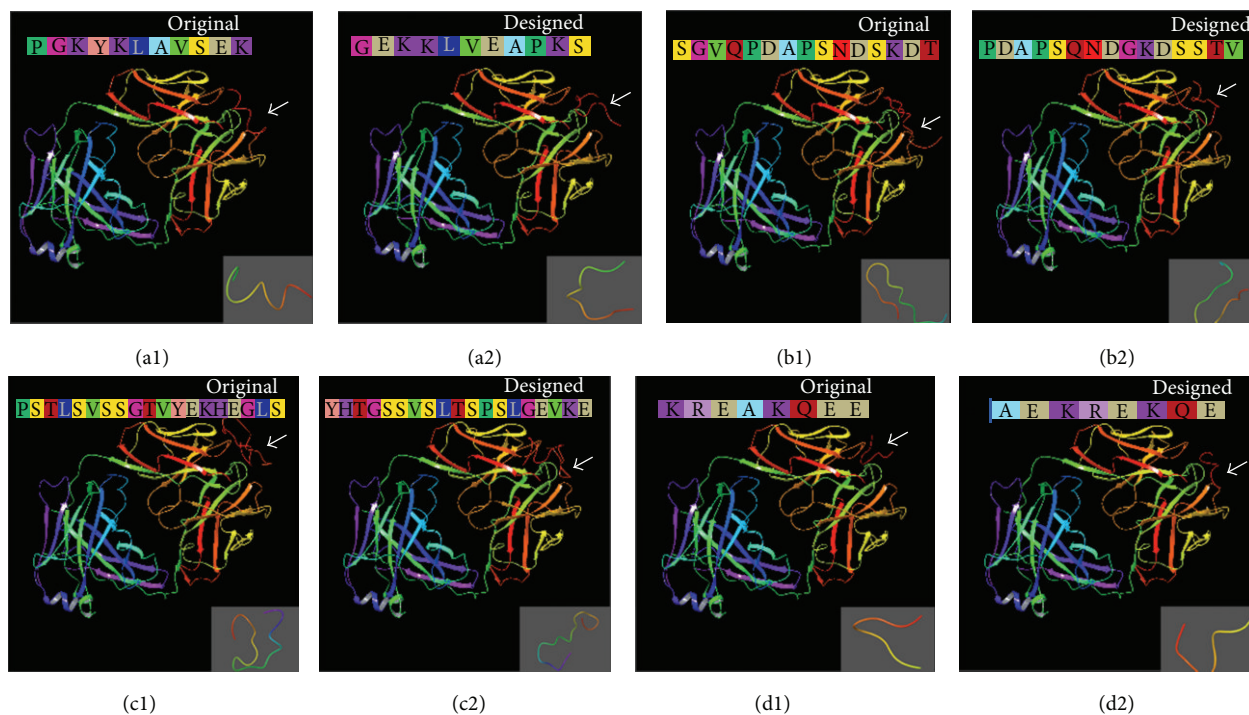 Original
PGKYKLAVSEK
Designed
GEKKLVEAPKS
Original
SGVQPDAPSNDSKDT
Designed
PDAPSQNDGKDSSTV
(a1)
(a2)
(b1)
(b2)
Original
PSTLSVSSGTVYEKHEGLS
Designed
YHTGSSVSLTSPSLGEVKE
Original
KREAKQEE
Designed
AEKREKQE
(c1)
(c2)
(d1)
(d2)